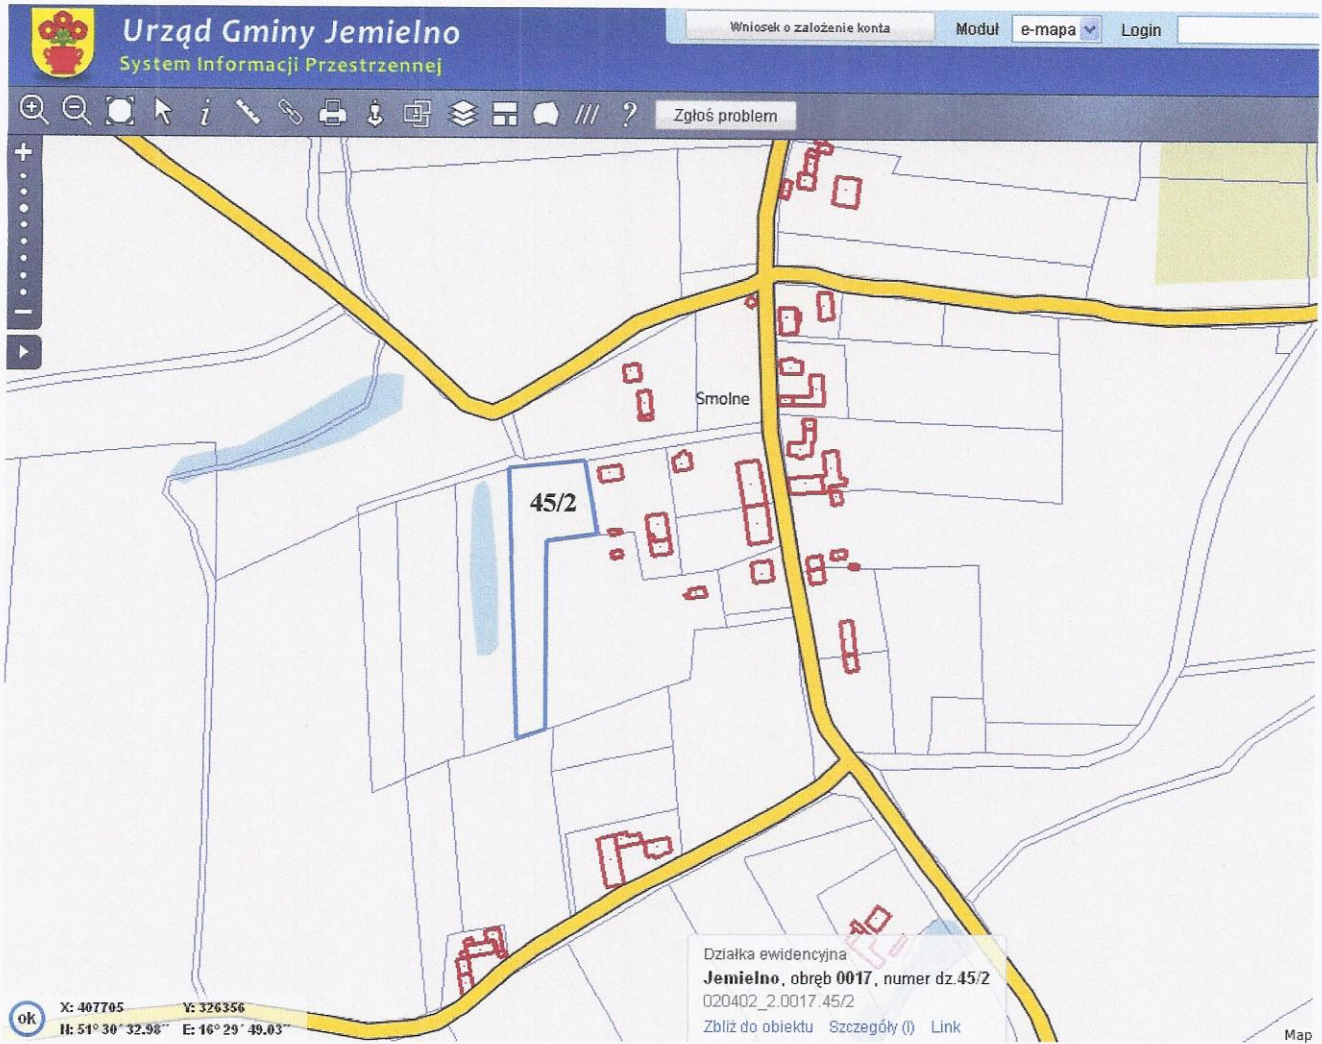 Urząd Gminy Jemielno
System Informacji Przestrzennej
Wniosek o założenie konta
Moduł e-mapa Login
Zgłoś problem
Smolne
45/2
Działka ewidencyjna
Jemielno, obręb 0017, numer dz.45/2
020402_2.0017.45/2
Zbliż do obiektu Szczegóły (I) Link
ok
X: 407705 Y: 326356
N: 51° 30' 32.98'' E: 16° 29' 49.03''
Map